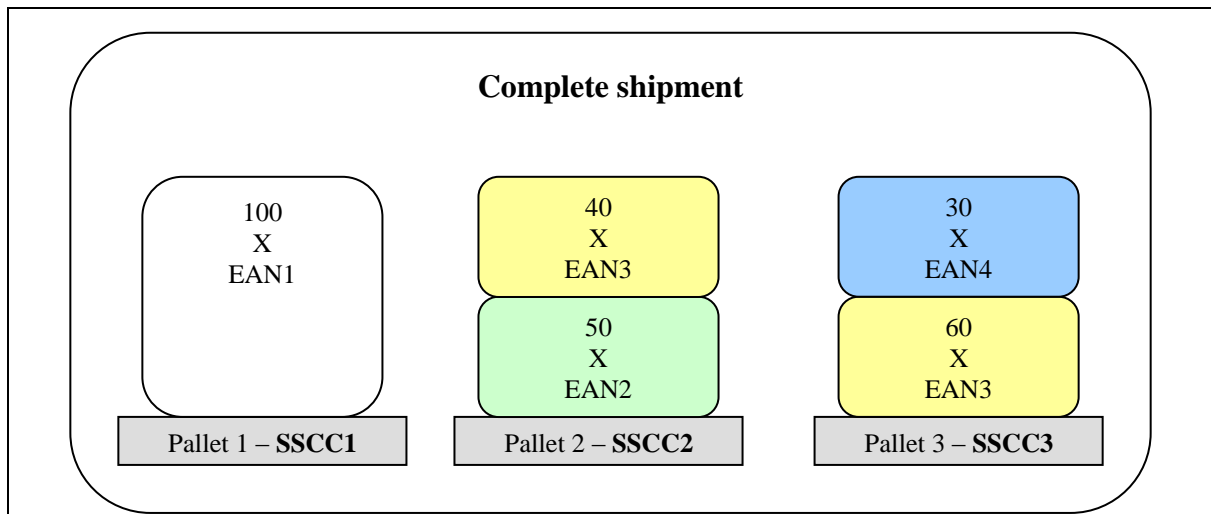 Complete shipment
100
X
EAN1
40
X
EAN3
50
X
EAN2
30
X
EAN4
60
X
EAN3
Pallet 1 – SSCC1
Pallet 2 – SSCC2
Pallet 3 – SSCC3